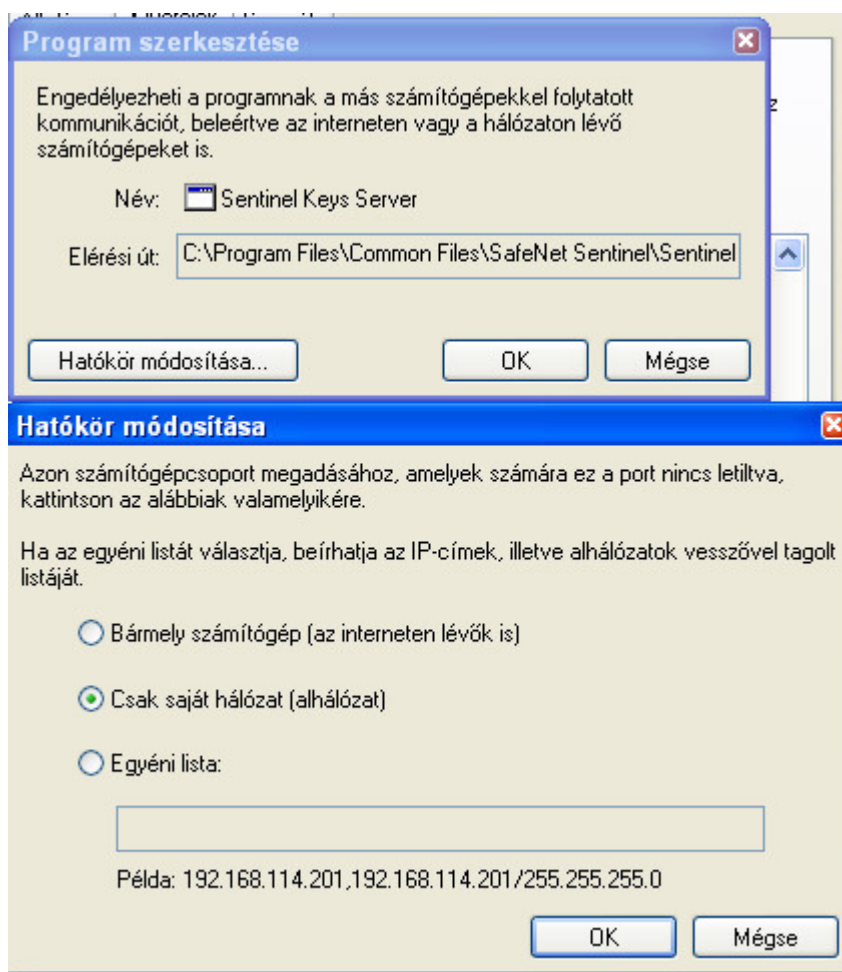 Program szerkesztése
Engedélyezheti a programnak a más számítógépekkel folytatott
kommunikációt, beleértve az interneten vagy a hálózaton lévő
számítógépeket is.
z
Név: Sentinel Keys Server
Elérési út: C:\Program Files\Common Files\SafeNet Sentinel\Sentinel
Hatókör módosítása... OK Mégse
Hatókör módosítása
Azon számítógépcsoport megadásához, amelyek számára ez a port nincs letiltva,
kattintson az alábbiak valamelyikére.
Ha az egyéni listát választja, beírhatja az IP-címek, illetve alhálózatok vesszővel tagolt
listáját.
Bármely számítógép (az interneten lévők is)
Csak saját hálózat (alhálózat)
Egyéni lista:
Példa: 192.168.114.201,192.168.114.201/255.255.255.0
OK Mégse